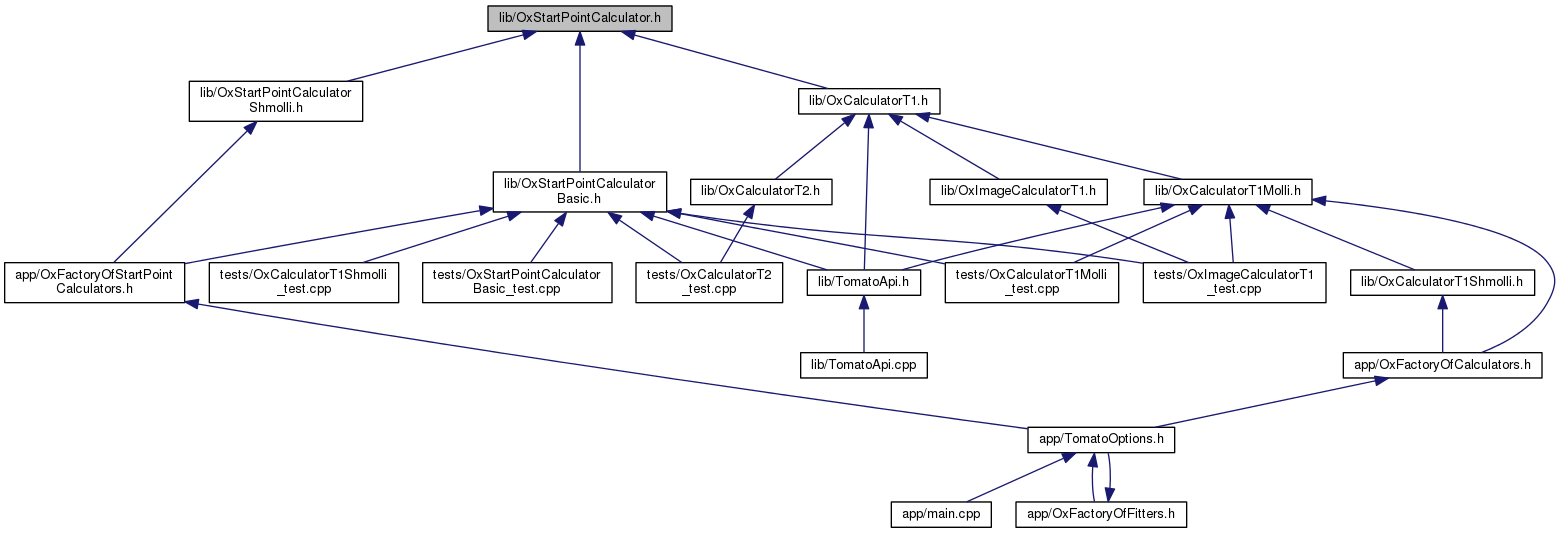 lib/OxStartPointCalculator.h
lib/OxStartPointCalculator
Shmolli.h
lib/OxCalculatorT1.h
lib/OxStartPointCalculator
Basic.h
lib/OxCalculatorT2.h
lib/OxImageCalculatorT1.h
lib/OxCalculatorT1Molli.h
app/OxFactoryOfStartPoint
Calculators.h
tests/OxCalculatorT1Shmolli
_test.cpp
tests/OxStartPointCalculator
Basic_test.cpp
tests/OxCalculatorT2
_test.cpp
lib/TomatoApi.h
tests/OxCalculatorT1Molli
_test.cpp
tests/OxImageCalculatorT1
_test.cpp
lib/OxCalculatorT1Shmolli.h
lib/TomatoApi.cpp
app/OxFactoryOfCalculators.h
app/TomatoOptions.h
app/main.cpp
app/OxFactoryOfFitters.h